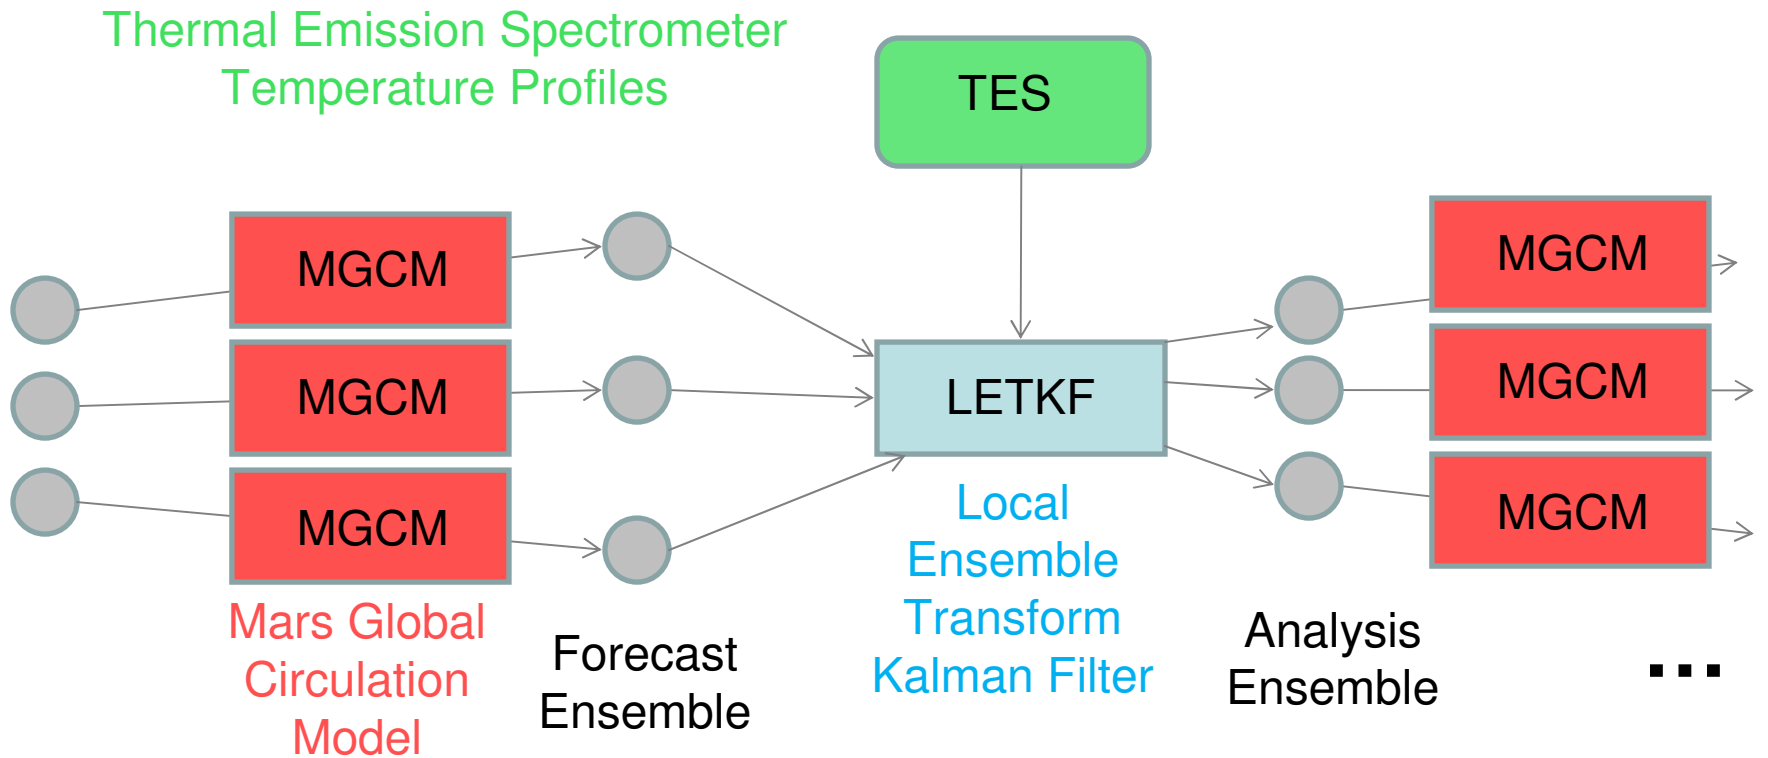 Thermal Emission Spectrometer
Temperature Profiles
TES
MGCM
MGCM
MGCM
LETKF
MGCM
MGCM
MGCM
Mars Global
Circulation
Model
Forecast
Ensemble
Local
Ensemble
Transform
Kalman Filter
Analysis
Ensemble
...